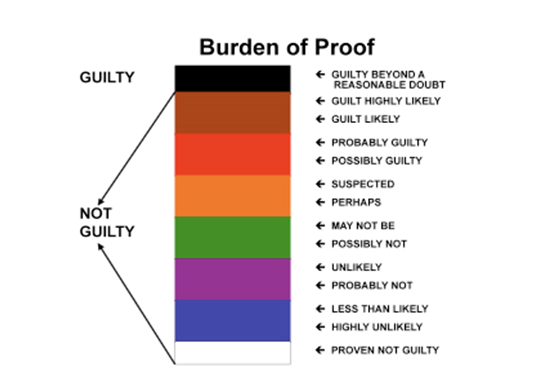 Burden of Proof
GUILTY
← GUILTY BEYOND A
REASONABLE DOUBT
← GUILT HIGHLY LIKELY
← GUILT LIKELY
← PROBABLY GUILTY
← POSSIBLY GUILTY
← SUSPECTED
← PERHAPS
NOT
GUILTY
← MAY NOT BE
← POSSIBLY NOT
← UNLIKELY
← PROBABLY NOT
← LESS THAN LIKELY
← HIGHLY UNLIKELY
← PROVEN NOT GUILTY